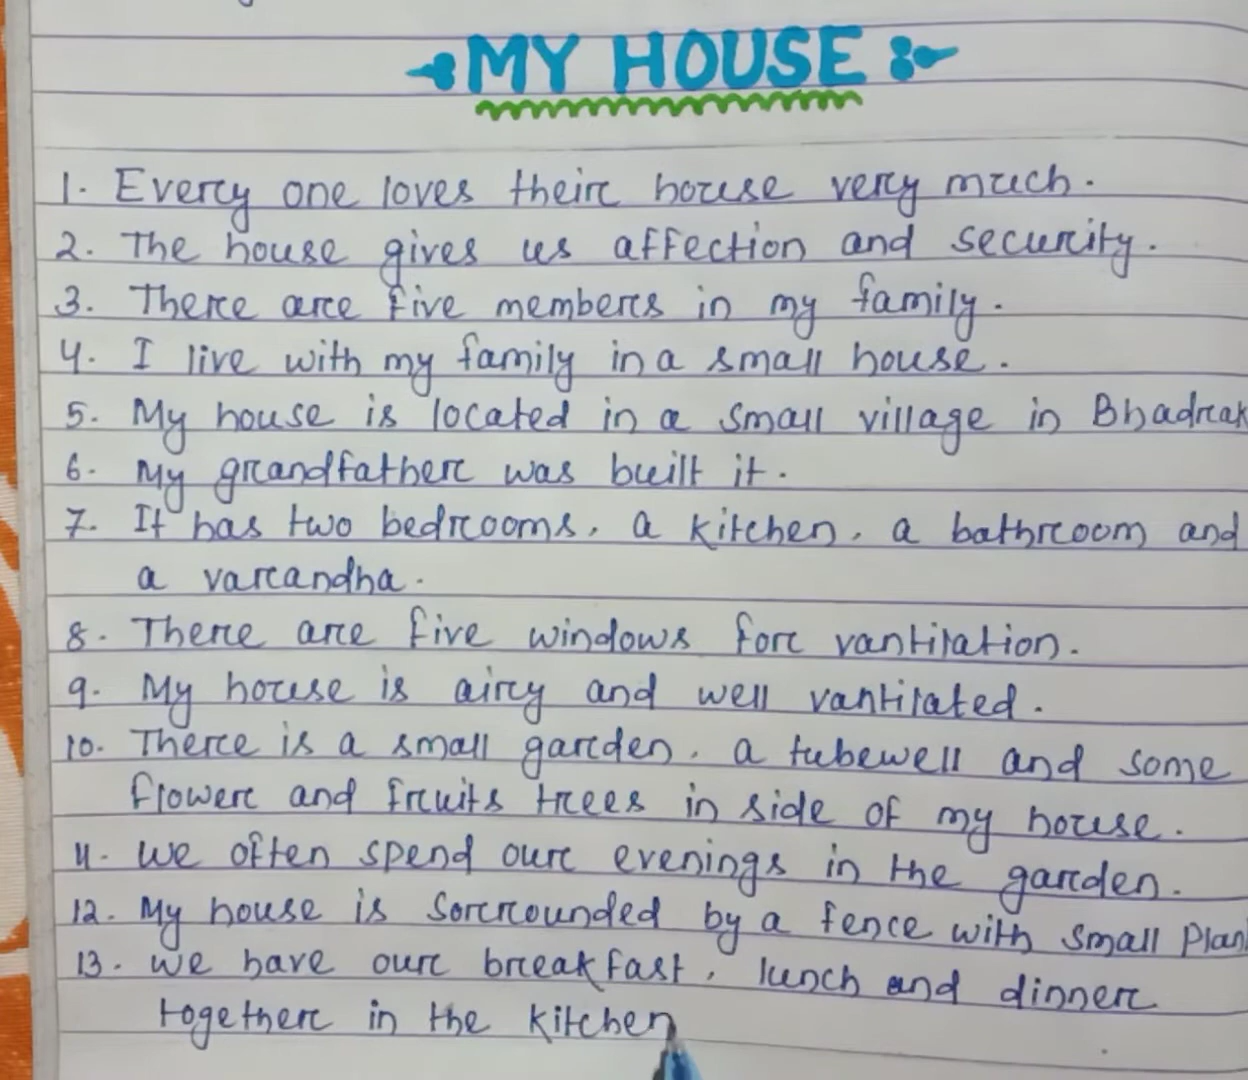 MY HOUSE
1. Every one loves their house very much.
2. The house gives us affection and security.
3. There are five members in my family.
4. I live with my family in a small house.
5. My house is located in a small village in Bhadrak
6. My grandfather was built it.
7. It has two bedrooms, a kitchen, a bathroom and
a varandha.
8. There are five windows for vantilation.
9. My house is airy and well vantilated.
10. There is a small garden, a tubewell and some
flower and fruits trees in side of my house.
11. We often spend our evenings in the garden.
12. My house is Sorrounded by a fence with small Plan
13. We have our breakfast, lunch and dinner
together in the kitchen